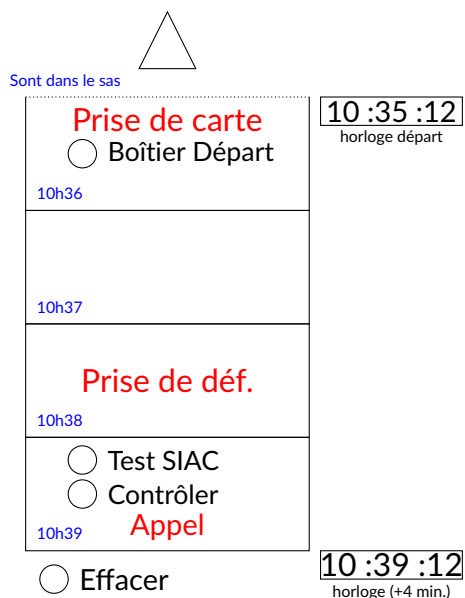 Sont dans le sas
Prise de carte
10 :35 :12
horloge départ
Boîtier Départ
10h36
10h37
Prise de déf.
10h38
Test SIAC
Contrôler
Appel
10h39
10 :39 :12
horloge (+4 min.)
Effacer